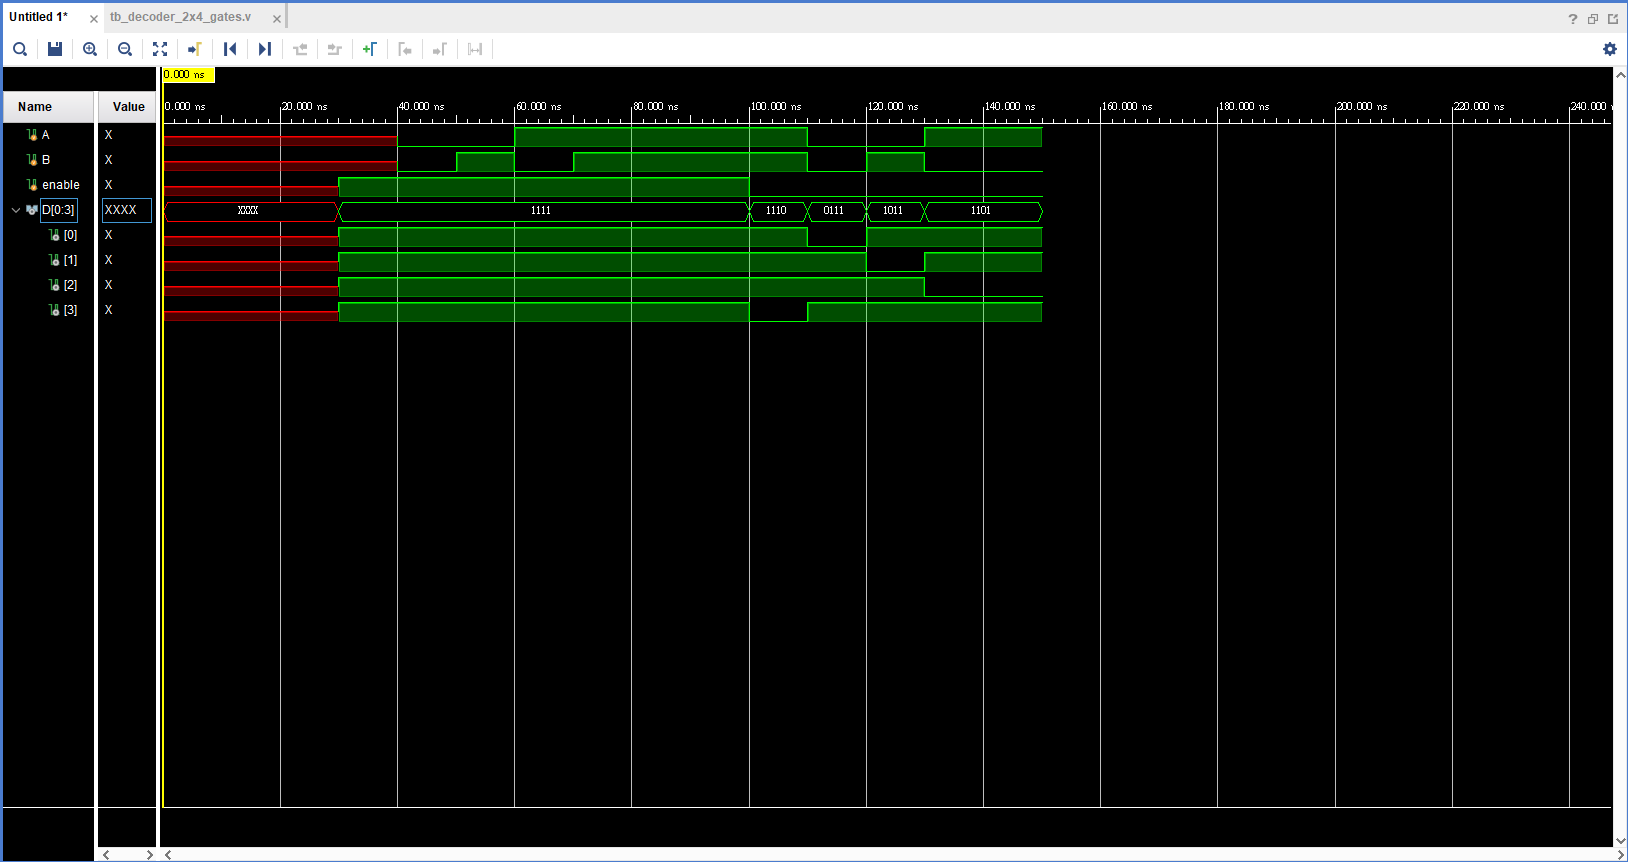 Untitled 1* tb_decoder_2x4_gates.v
0.000 ns
Name Value 0.000 ns 20.000 ns 40.000 ns 60.000 ns 80.000 ns 100.000 ns 120.000 ns 140.000 ns 160.000 ns 180.000 ns 200.000 ns 220.000 ns 240.000
A X
B X
enable X
D[0:3] XXXX XXXX 1111 1110 0111 1011 1101
[0] X
[1] X
[2] X
[3] X